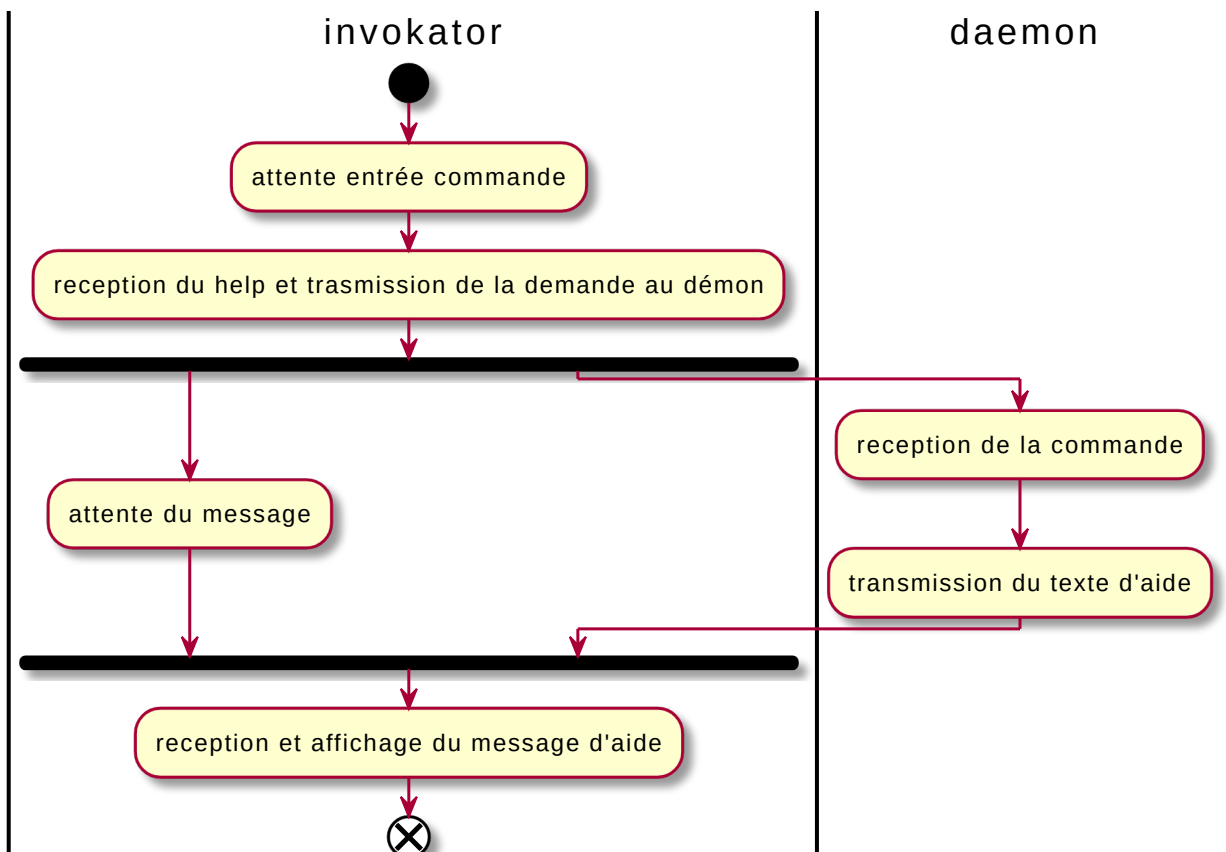 invokator
daemon
attente entrée commande
reception du help et trasmission de la demande au démon
reception de la commande
attente du message
transmission du texte d'aide
reception et affichage du message d'aide